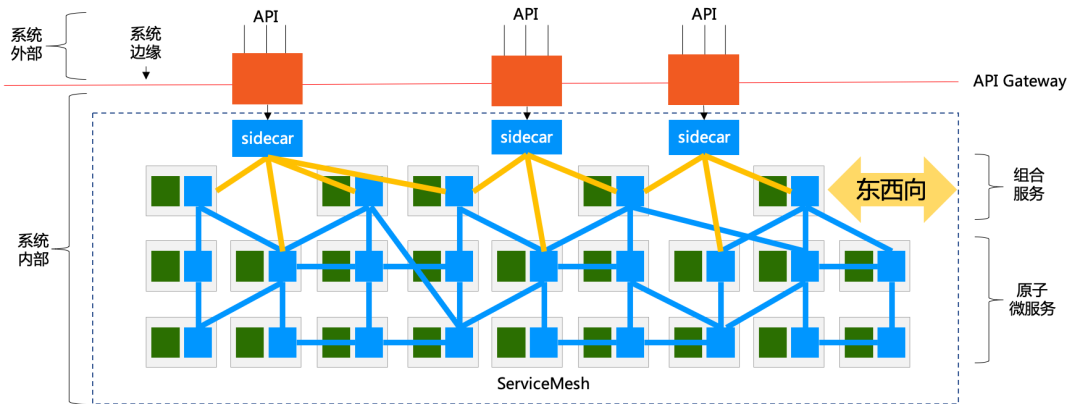 API
API
API
系统
外部
系统
边缘
API Gateway
sidecar
sidecar
sidecar
东西向
组合
服务
系统
内部
原子
微服务
ServiceMesh